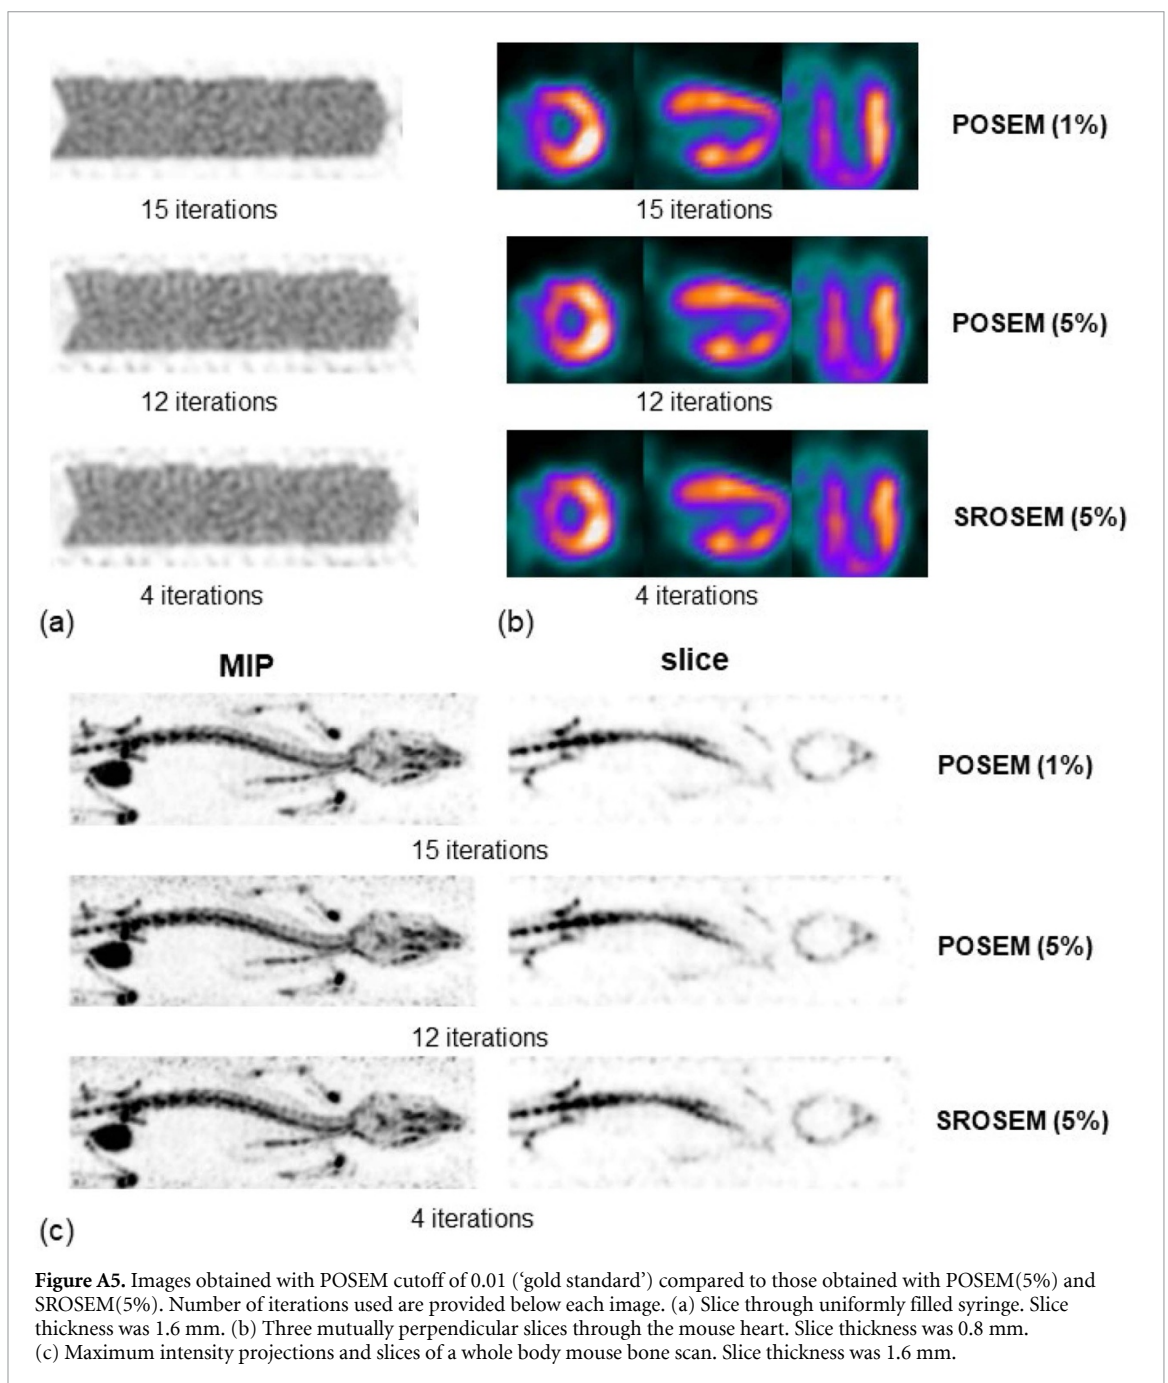 POSEM (1%)
15 iterations
15 iterations
POSEM (5%)
12 iterations
12 iterations
SROSEM (5%)
4 iterations
4 iterations
(a)
(b)
MIP
slice
POSEM (1%)
15 iterations
POSEM (5%)
12 iterations
SROSEM (5%)
4 iterations
(c)
Figure A5. Images obtained with POSEM cutoff of 0.01 (‘gold standard’) compared to those obtained with POSEM(5%) and
SROSEM(5%). Number of iterations used are provided below each image. (a) Slice through uniformly filled syringe. Slice
thickness was 1.6 mm. (b) Three mutually perpendicular slices through the mouse heart. Slice thickness was 0.8 mm.
(c) Maximum intensity projections and slices of a whole body mouse bone scan. Slice thickness was 1.6 mm.